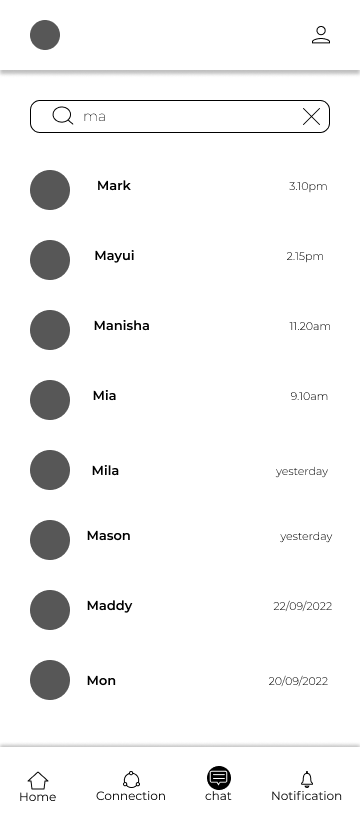 ma
Mark 3.10pm
Mayui 2.15pm
Manisha 11.20am
Mia 9.10am
Mila yesterday
Mason yesterday
Maddy 22/09/2022
Mon 20/09/2022
Home Connection chat Notification